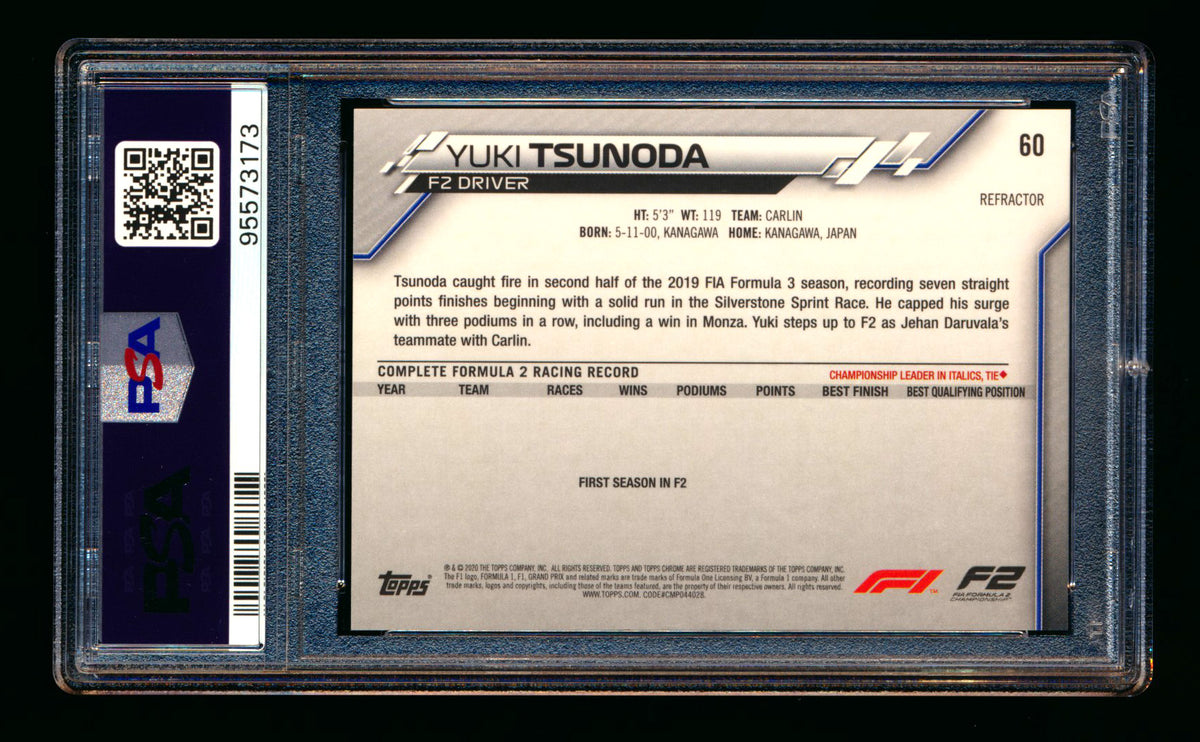 95573173
PSA
PSA
YUKI TSUNODA
60
F2 DRIVER
REFRACTOR
HT: 5'3" WT: 119 TEAM: CARLIN
BORN: 5-11-00, KANAGAWA HOME: KANAGAWA, JAPAN
Tsunoda caught fire in second half of the 2019 FIA Formula 3 season, recording seven straight
points finishes beginning with a solid run in the Silverstone Sprint Race. He capped his surge
with three podiums in a row, including a win in Monza. Yuki steps up to F2 as Jehan Daruvala's
teammate with Carlin.
COMPLETE FORMULA 2 RACING RECORD
CHAMPIONSHIP LEADER IN ITALICS, TIE◆
YEAR TEAM RACES WINS PODIUMS POINTS BEST FINISH BEST QUALIFYING POSITION
FIRST SEASON IN F2
Topps®
® & © 2020 THE TOPPS COMPANY, INC. ALL RIGHTS RESERVED. TOPPS AND TOPPS CHROME ARE REGISTERED TRADEMARKS OF THE TOPPS COMPANY, INC.
The F1 logo, FORMULA 1, F1, GRAND PRIX and related marks are trade marks of Formula One Licensing BV, a Formula 1 company. All other
trade marks, logos and copyrights, including those of the teams featured, are the property of their respective owners. All rights reserved.
WWW.TOPPS.COM. CODE#CMP044028.
F1™
F2
FIA FORMULA 2
CHAMPIONSHIP™